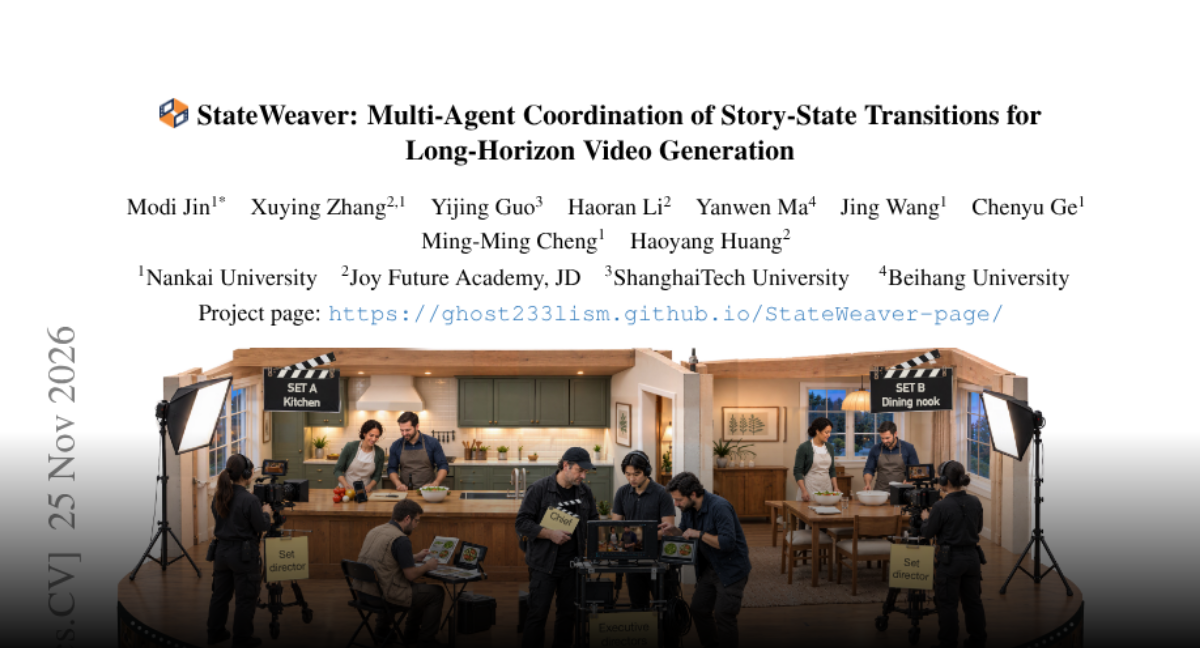 StateWeaver: Multi-Agent Coordination of Story-State Transitions for
Long-Horizon Video Generation
Modi Jin1* Xuying Zhang2,1 Yijing Guo3 Haoran Li2 Yanwen Ma4 Jing Wang1 Chenyu Ge1
Ming-Ming Cheng1 Haoyang Huang2
1Nankai University 2Joy Future Academy, JD 3ShanghaiTech University 4Beihang University
Project page: https://ghost233lism.github.io/StateWeaver-page/
s.CV] 25 Nov 2026
SET A
Kitchen
SET B
Dining nook
Set
director
Chief
Executive
Set
director